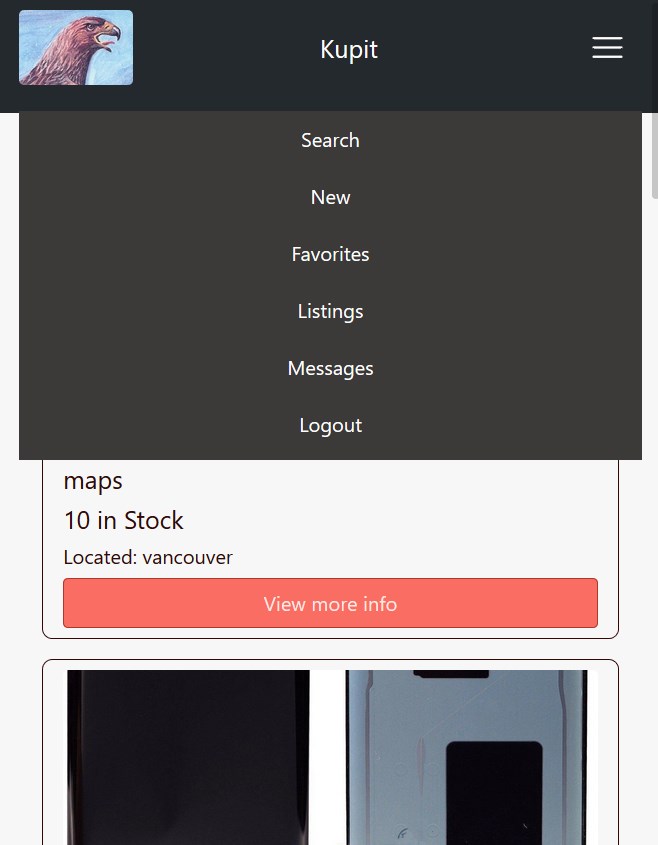 Kupit
Search
New
Favorites
Listings
Messages
Logout
maps
10 in Stock
Located: vancouver
View more info